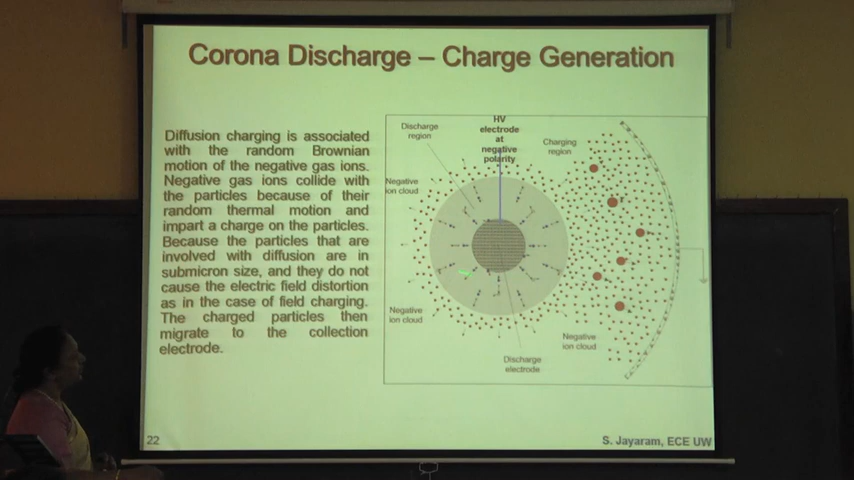 Corona Discharge – Charge Generation
Diffusion charging is associated
with the random Brownian
motion of the negative gas ions.
Negative gas ions collide with
the particles because of their
random thermal motion and
impart a charge on the particles.
Because the particles that are
involved with diffusion are in
submicron size, and they do not
cause the electric field distortion
as in the case of field charging.
The charged particles then
migrate to the collection
electrode.
HV
electrode
at
negative
polarity
Discharge
region
Charging
region
Negative
ion cloud
Negative
ion cloud
Negative
ion cloud
Discharge
electrode
22
S. Jayaram, ECE UW